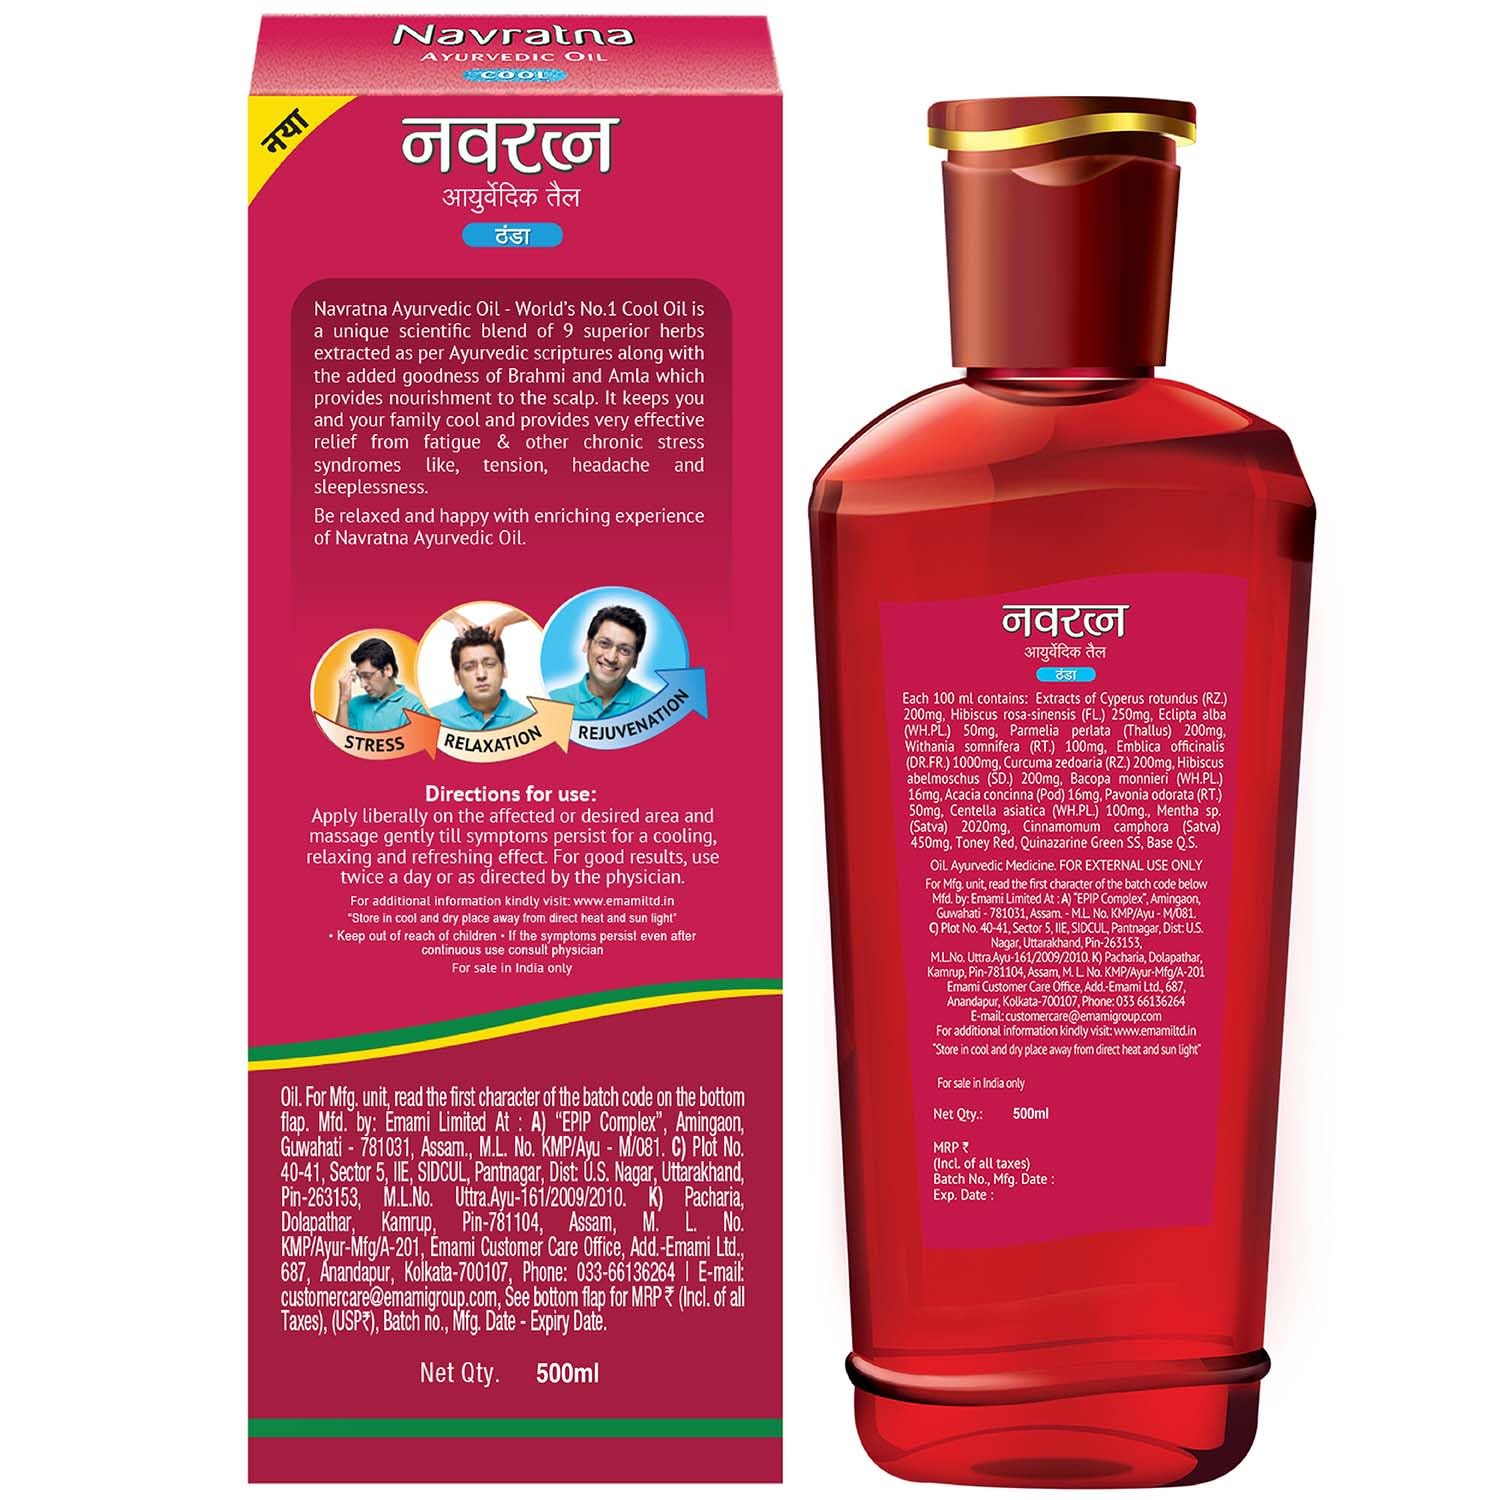 Navratna
AYURVEDIC OIL
COOL
नया
नवरत्न
आयुर्वेदिक तैल
ठंडा
Navratna Ayurvedic Oil - World's No.1 Cool Oil is
a unique scientific blend of 9 superior herbs
extracted as per Ayurvedic scriptures along with
the added goodness of Brahmi and Amla which
provides nourishment to the scalp. It keeps you
and your family cool and provides very effective
relief from fatigue & other chronic stress
syndromes like, tension, headache and
sleeplessness.
Be relaxed and happy with enriching experience
of Navratna Ayurvedic Oil.
STRESS
RELAXATION
REJUVENATION
Directions for use:
Apply liberally on the affected or desired area and
massage gently till symptoms persist for a cooling,
relaxing and refreshing effect. For good results, use
twice a day or as directed by the physician.
For additional information kindly visit: www.emamiltd.in
"Store in cool and dry place away from direct heat and sun light"
• Keep out of reach of children • If the symptoms persist even after
continuous use consult physician
For sale in India only
Oil. For Mfg. unit, read the first character of the batch code on the bottom
flap. Mfd. by: Emami Limited At : A) "EPIP Complex", Amingaon,
Guwahati - 781031, Assam., M.L. No. KMP/Ayu - M/081. C) Plot No.
40-41, Sector 5, IIE, SIDCUL, Pantnagar, Dist: U.S. Nagar, Uttarakhand,
Pin-263153, M.L.No. Uttra.Ayu-161/2009/2010. K) Pacharia,
Dolapathar, Kamrup, Pin-781104, Assam, M. L. No.
KMP/Ayur-Mfg/A-201, Emami Customer Care Office, Add.-Emami Ltd.,
687, Anandapur, Kolkata-700107, Phone: 033-66136264 | E-mail:
customercare@emamigroup.com, See bottom flap for MRP ₹ (Incl. of all
Taxes), (USP₹), Batch no., Mfg. Date - Expiry Date.
Net Qty. 500ml
नवरत्न
आयुर्वेदिक तैल
ठंडा
Each 100 ml contains: Extracts of Cyperus rotundus (RZ.)
200mg, Hibiscus rosa-sinensis (FL.) 250mg, Eclipta alba
(WH.PL.) 50mg, Parmelia perlata (Thallus) 200mg,
Withania somnifera (RT.) 100mg, Emblica officinalis
(DR.FR.) 1000mg, Curcuma zedoaria (RZ.) 200mg, Hibiscus
abelmoschus (SD.) 200mg, Bacopa monnieri (WH.PL.)
16mg, Acacia concinna (Pod) 16mg, Pavonia odorata (RT.)
50mg, Centella asiatica (WH.PL.) 100mg., Mentha sp.
(Satva) 2020mg, Cinnamomum camphora (Satva)
450mg, Toney Red, Quinazarine Green SS, Base Q.S.
Oil. Ayurvedic Medicine. FOR EXTERNAL USE ONLY
For Mfg. unit, read the first character of the batch code below
Mfd. by: Emami Limited At : A) "EPIP Complex", Amingaon,
Guwahati - 781031, Assam. - M.L. No. KMP/Ayu - M/081.
C) Plot No. 40-41, Sector 5, IIE, SIDCUL, Pantnagar, Dist: U.S.
Nagar, Uttarakhand, Pin-263153,
M.L.No. Uttra.Ayu-161/2009/2010. K) Pacharia, Dolapathar,
Kamrup, Pin-781104, Assam, M. L. No. KMP/Ayur-Mfg/A-201
Emami Customer Care Office, Add.-Emami Ltd., 687,
Anandapur, Kolkata-700107, Phone: 033 66136264
E-mail: customercare@emamigroup.com
For additional information kindly visit: www.emamiltd.in
"Store in cool and dry place away from direct heat and sun light"
For sale in India only
Net Qty.: 500ml
MRP ₹
(Incl. of all taxes)
Batch No., Mfg. Date :
Exp. Date :